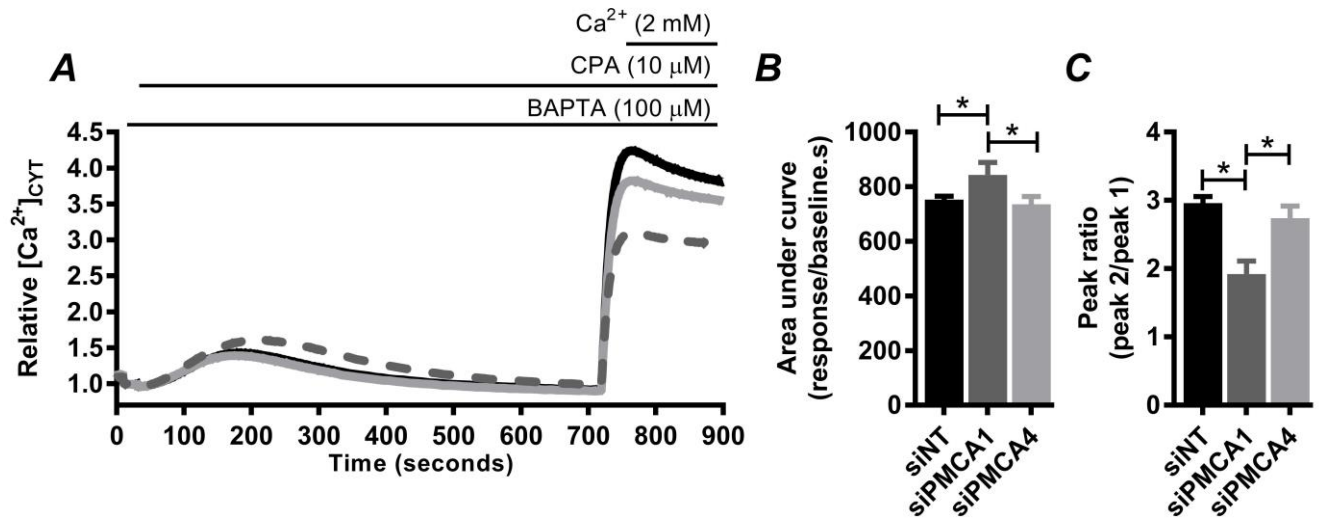 Ca²⁺ (2 mM)
A
CPA (10 μM)
BAPTA (100 μM)
4.5
4.0
3.5
3.0
2.5
2.0
1.5
1.0
Relative [Ca²⁺]CYT
0 100 200 300 400 500 600 700 800 900
Time (seconds)
B
* *
1000
800
600
400
200
0
Area under curve
(response/baseline.s)
siNT
siPMCA1
siPMCA4
C
* *
4
3
2
1
0
Peak ratio
(peak 2/peak 1)
siNT
siPMCA1
siPMCA4